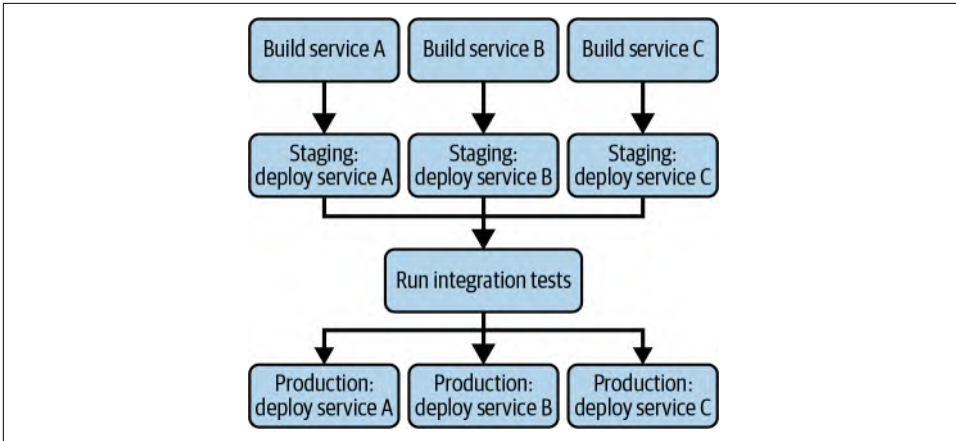 Build service A
Build service B
Build service C
Staging:
deploy service A
Staging:
deploy service B
Staging:
deploy service C
Run integration tests
Production:
deploy service A
Production:
deploy service B
Production:
deploy service C